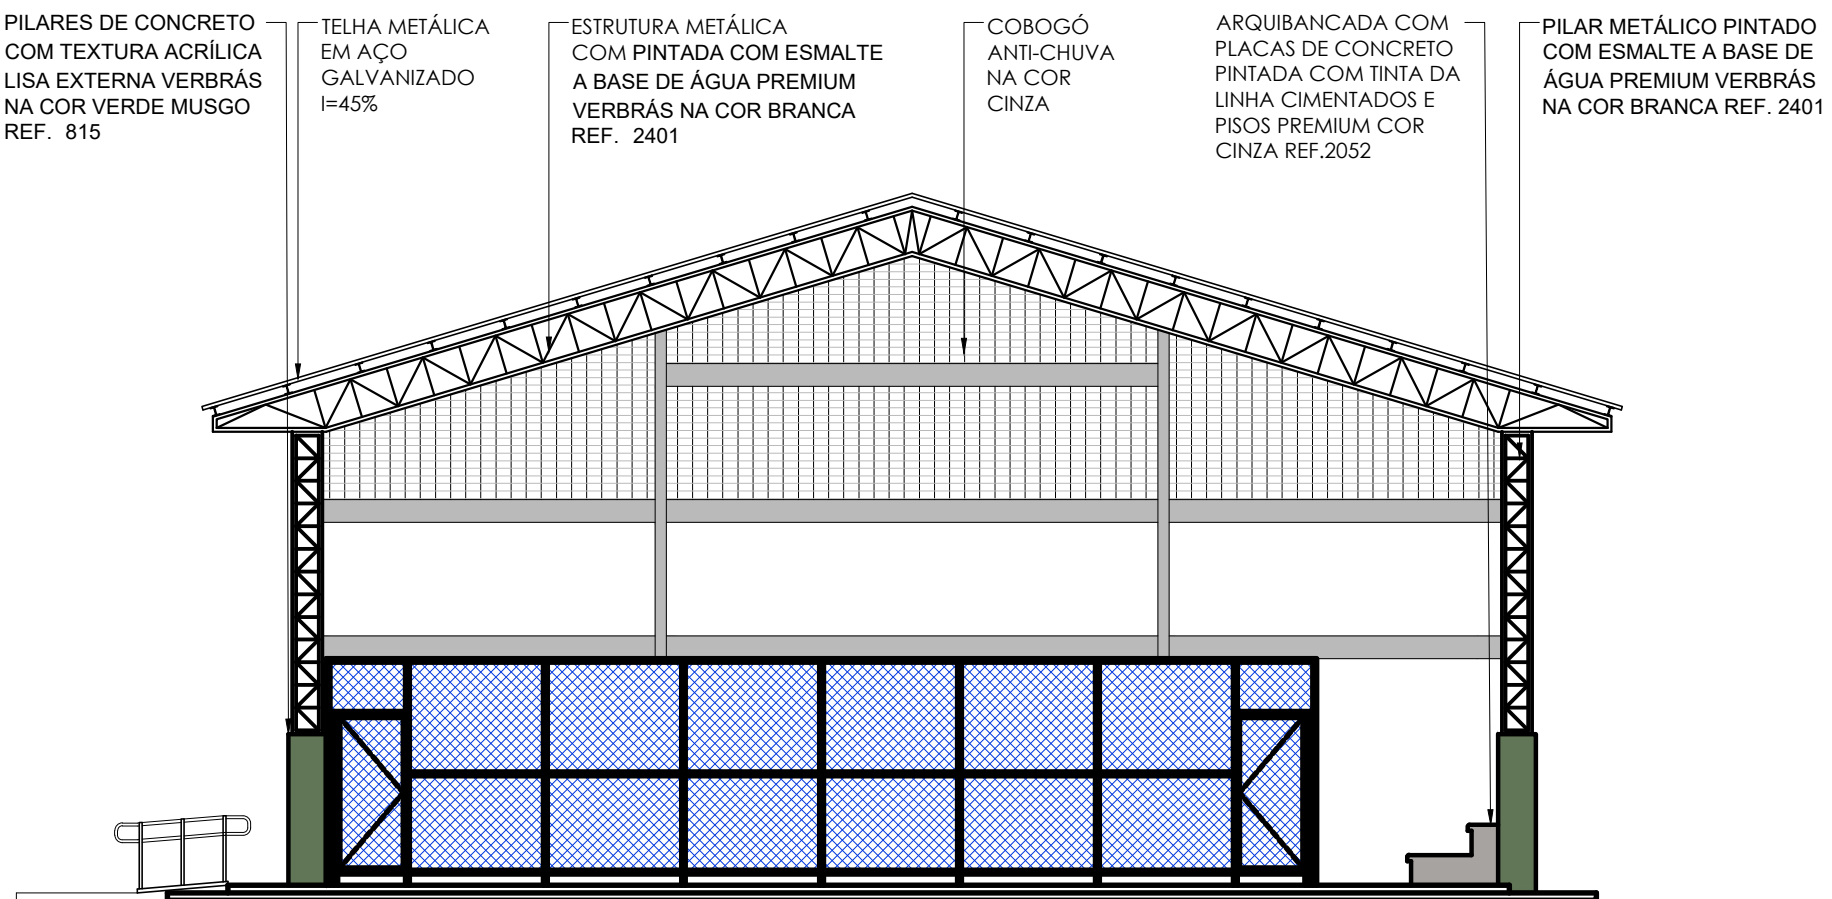 PILARES DE CONCRETO
COM TEXTURA ACRÍLICA
LISA EXTERNA VERBRÁS
NA COR VERDE MUSGO
REF. 815
TELHA METÁLICA
EM AÇO
GALVANIZADO
I=45%
ESTRUTURA METÁLICA
COM PINTADA COM ESMALTE
A BASE DE ÁGUA PREMIUM
VERBRÁS NA COR BRANCA
REF. 2401
COBOGÓ
ANTI-CHUVA
NA COR
CINZA
ARQUIBANCADA COM
PLACAS DE CONCRETO
PINTADA COM TINTA DA
LINHA CIMENTADOS E
PISOS PREMIUM COR
CINZA REF.2052
PILAR METÁLICO PINTADO
COM ESMALTE A BASE DE
ÁGUA PREMIUM VERBRÁS
NA COR BRANCA REF. 2401